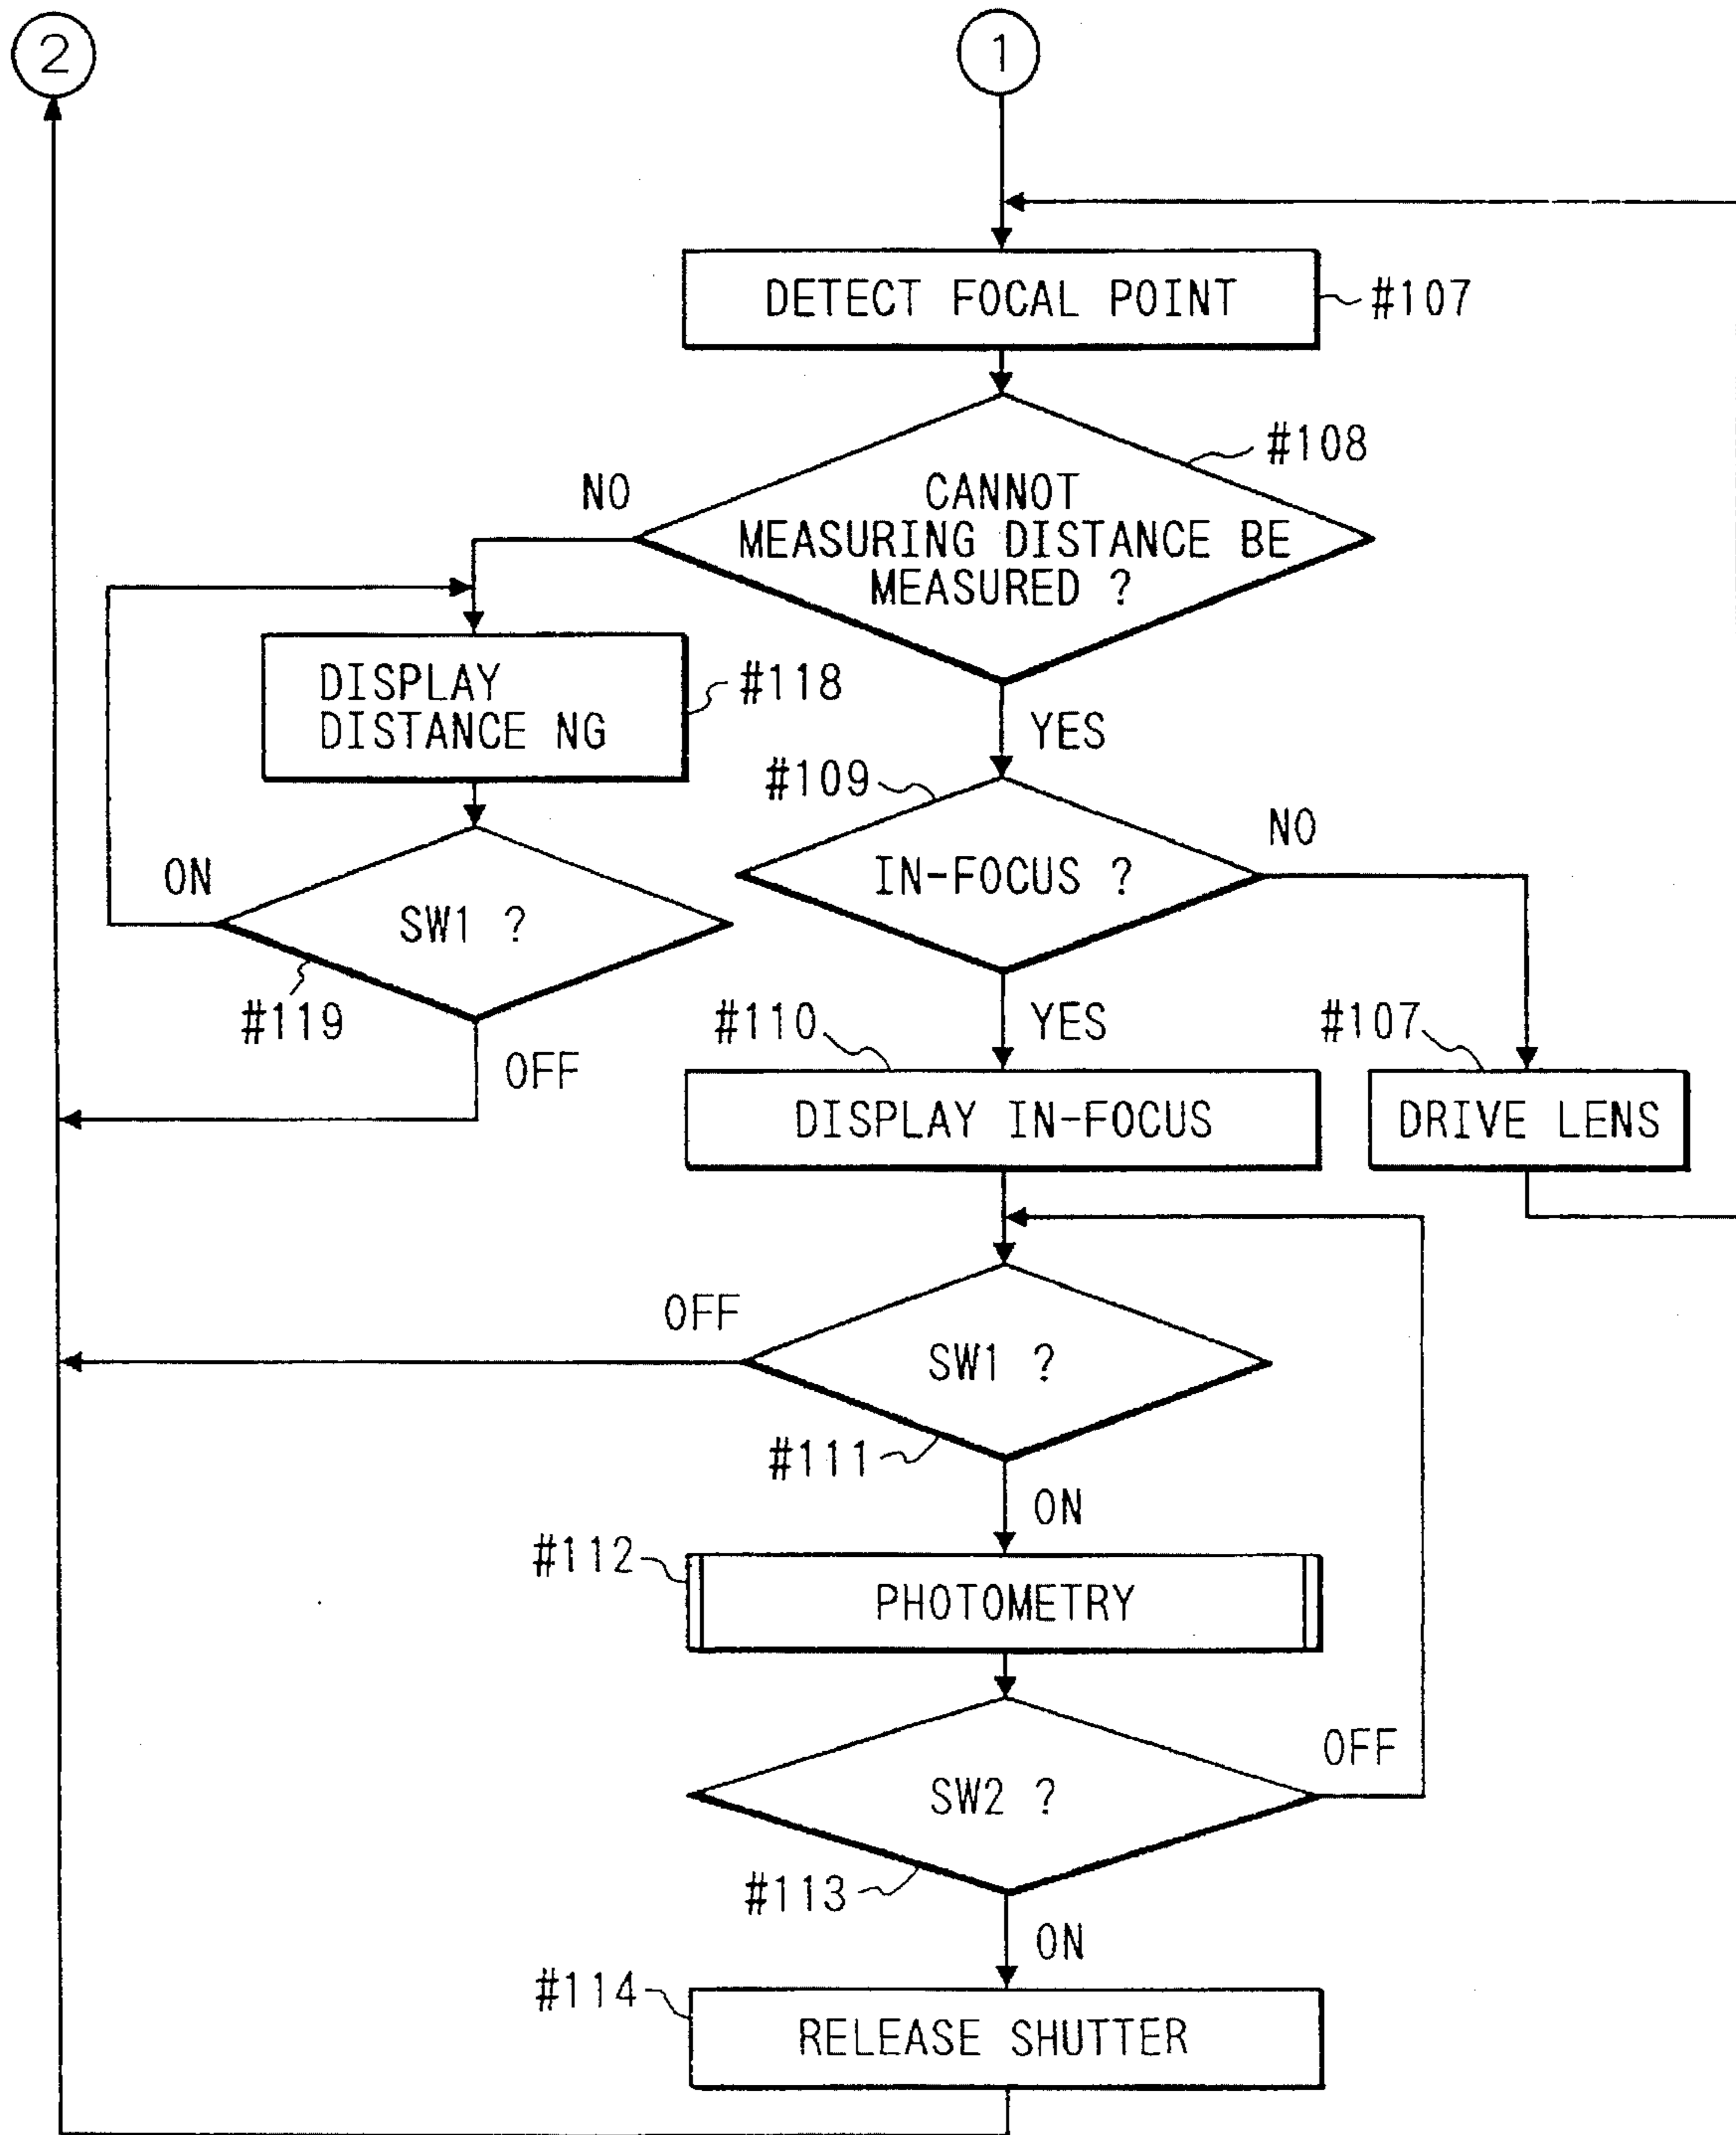 2
1
DETECT FOCAL POINT
#107
#108
NO
CANNOT
MEASURING DISTANCE BE
MEASURED ?
DISPLAY
DISTANCE NG
#118
YES
#109
NO
IN-FOCUS ?
ON
SW1 ?
#119
OFF
YES
#110
#107
DISPLAY IN-FOCUS
DRIVE LENS
OFF
SW1 ?
#111
ON
#112
PHOTOMETRY
OFF
SW2 ?
#113
ON
#114
RELEASE SHUTTER